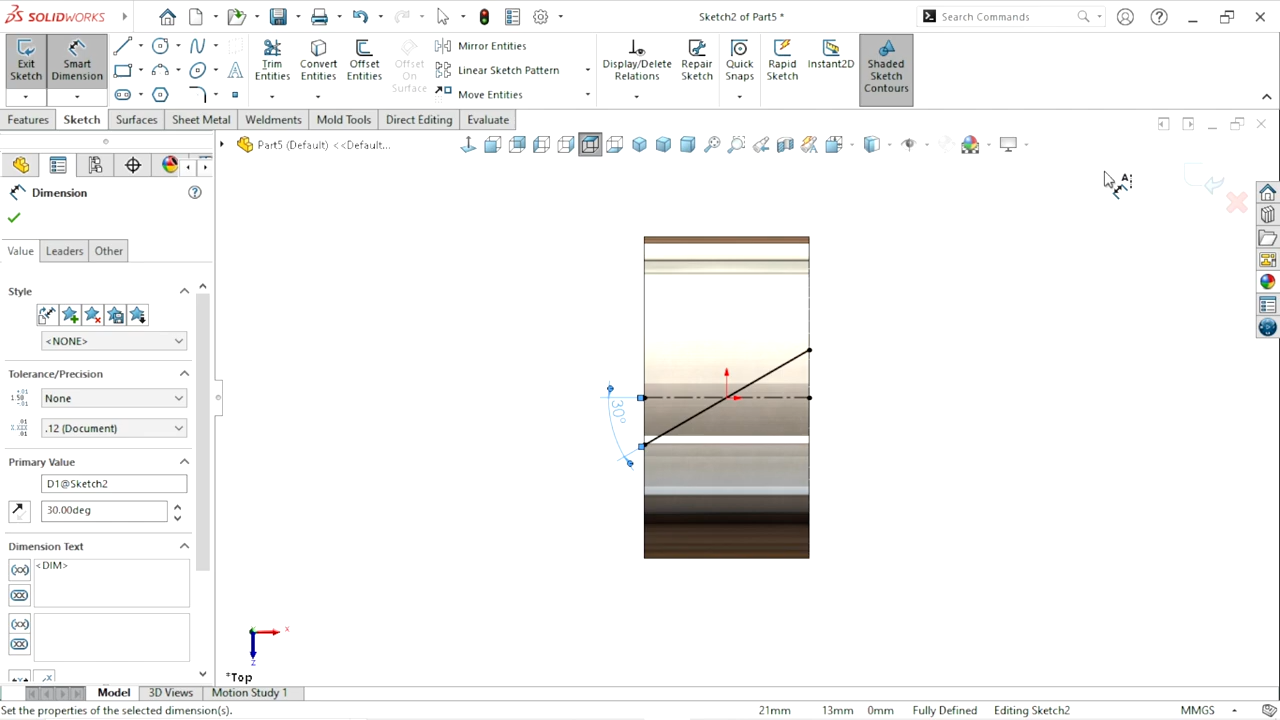 SOLIDWORKS
Sketch2 of Part5 *
Search Commands
Exit Sketch
Smart Dimension
Trim Entities
Convert Entities
Offset Entities
Offset On Surface
Mirror Entities
Linear Sketch Pattern
Move Entities
Display/Delete Relations
Repair Sketch
Quick Snaps
Rapid Sketch
Instant2D
Shaded Sketch Contours
Features
Sketch
Surfaces
Sheet Metal
Weldments
Mold Tools
Direct Editing
Evaluate
Part5 (Default) <<Default...
Dimension
Value
Leaders
Other
Style
<NONE>
Tolerance/Precision
None
.12 (Document)
Primary Value
D1@Sketch2
30.00deg
Dimension Text
<DIM>
30°
x
z
*Top
Model
3D Views
Motion Study 1
Set the properties of the selected dimension(s).
21mm
13mm
0mm
Fully Defined
Editing Sketch2
MMGS